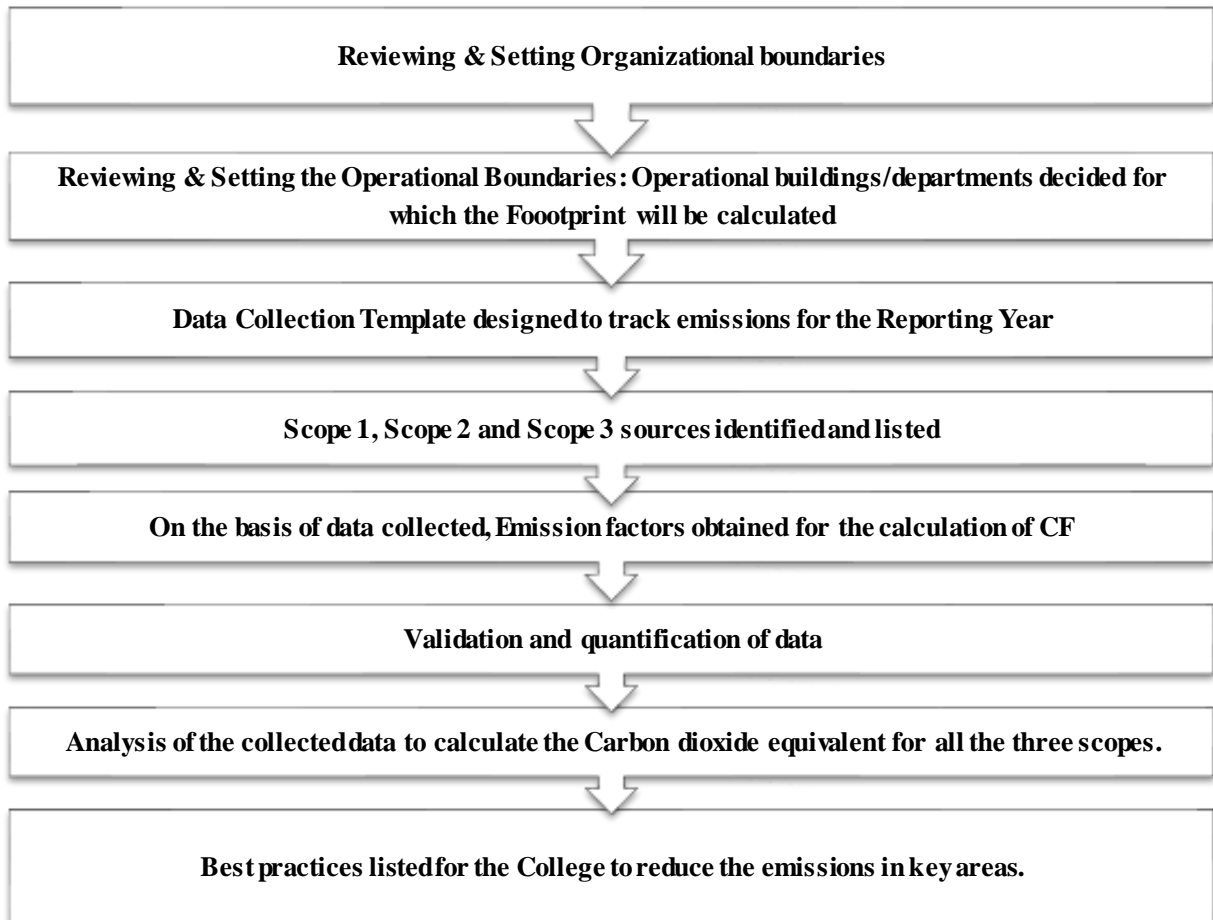 Reviewing & Setting Organizational boundaries
Reviewing & Setting the Operational Boundaries: Operational buildings/departments decided for
which the Foootprint will be calculated
Data Collection Template designed to track emissions for the Reporting Year
Scope 1, Scope 2 and Scope 3 sources identified and listed
On the basis of data collected, Emission factors obtained for the calculation of CF
Validation and quantification of data
Analysis of the collected data to calculate the Carbon dioxide equivalent for all the three scopes.
Best practices listed for the College to reduce the emissions in key areas.